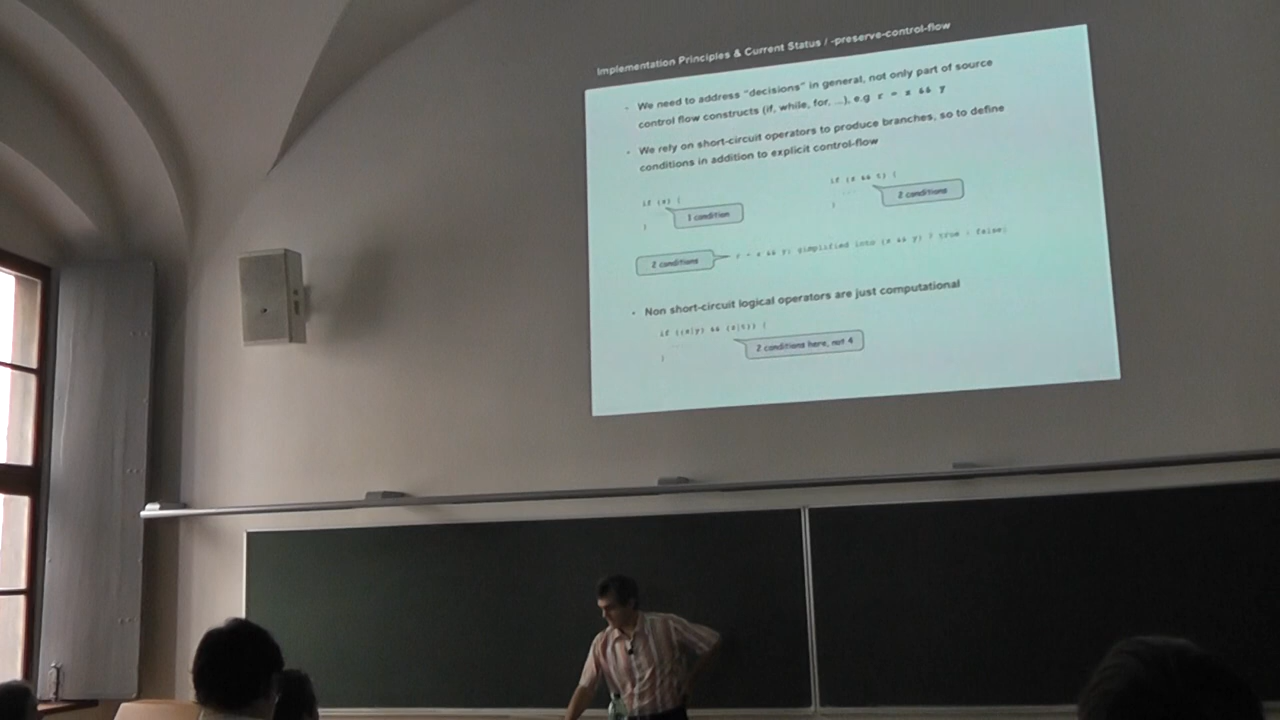 Implementation Principles & Current Status / -preserve-control-flow
- We need to address "decisions" in general, not only part of source
control flow constructs (if, while, for, ...), e.g r = x && y
- We rely on short-circuit operators to produce branches, so to define
conditions in addition to explicit control-flow
if (x) {
1 condition
}
if (x && t) {
2 conditions
}
2 conditions
r = x && y; simplified into (x && y) ? true : false;
- Non short-circuit logical operators are just computational
if ((x|y) && (z|t)) {
2 conditions here, not 4
}